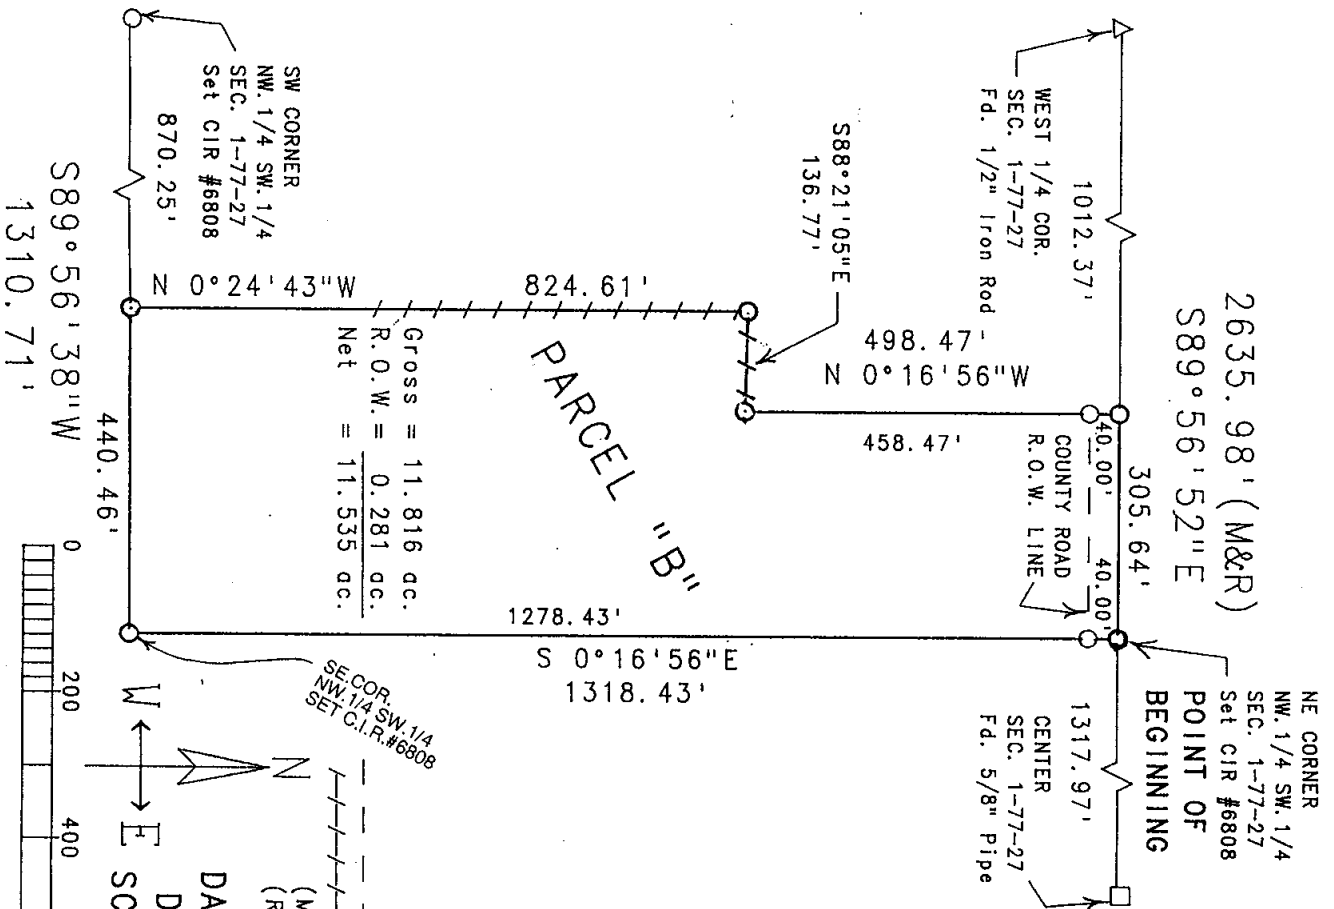 2635.98'(M&R)
S89°56'52"E
NE CORNER
NW.1/4 SW.1/4
SEC. 1-77-27
Set CIR #6808
POINT OF
BEGINNING
1012.37'
305.64'
1317.97'
WEST 1/4 COR.
SEC. 1-77-27
Fd. 1/2" Iron Rod
40.00'
40.00'
COUNTY ROAD
R.O.W. LINE
CENTER
SEC. 1-77-27
Fd. 5/8" Pipe
S88°21'05"E
136.77'
498.47'
N 0°16'56"W
458.47'
824.61'
N 0°24'43"W
PARCEL "B"
1278.43'
S 0°16'56"E
1318.43'
Gross = 11.816 ac.
R.O.W.= 0.281 ac.
Net = 11.535 ac.
SW CORNER
NW.1/4 SW.1/4
SEC. 1-77-27
Set CIR #6808
870.25'
440.46'
S89°56'38"W
1310.71'
SE.COR.
NW.1/4 SW.1/4
SET C.I.R.#6808
N
W E
0 200 400
(M
(R
DA
D
SC